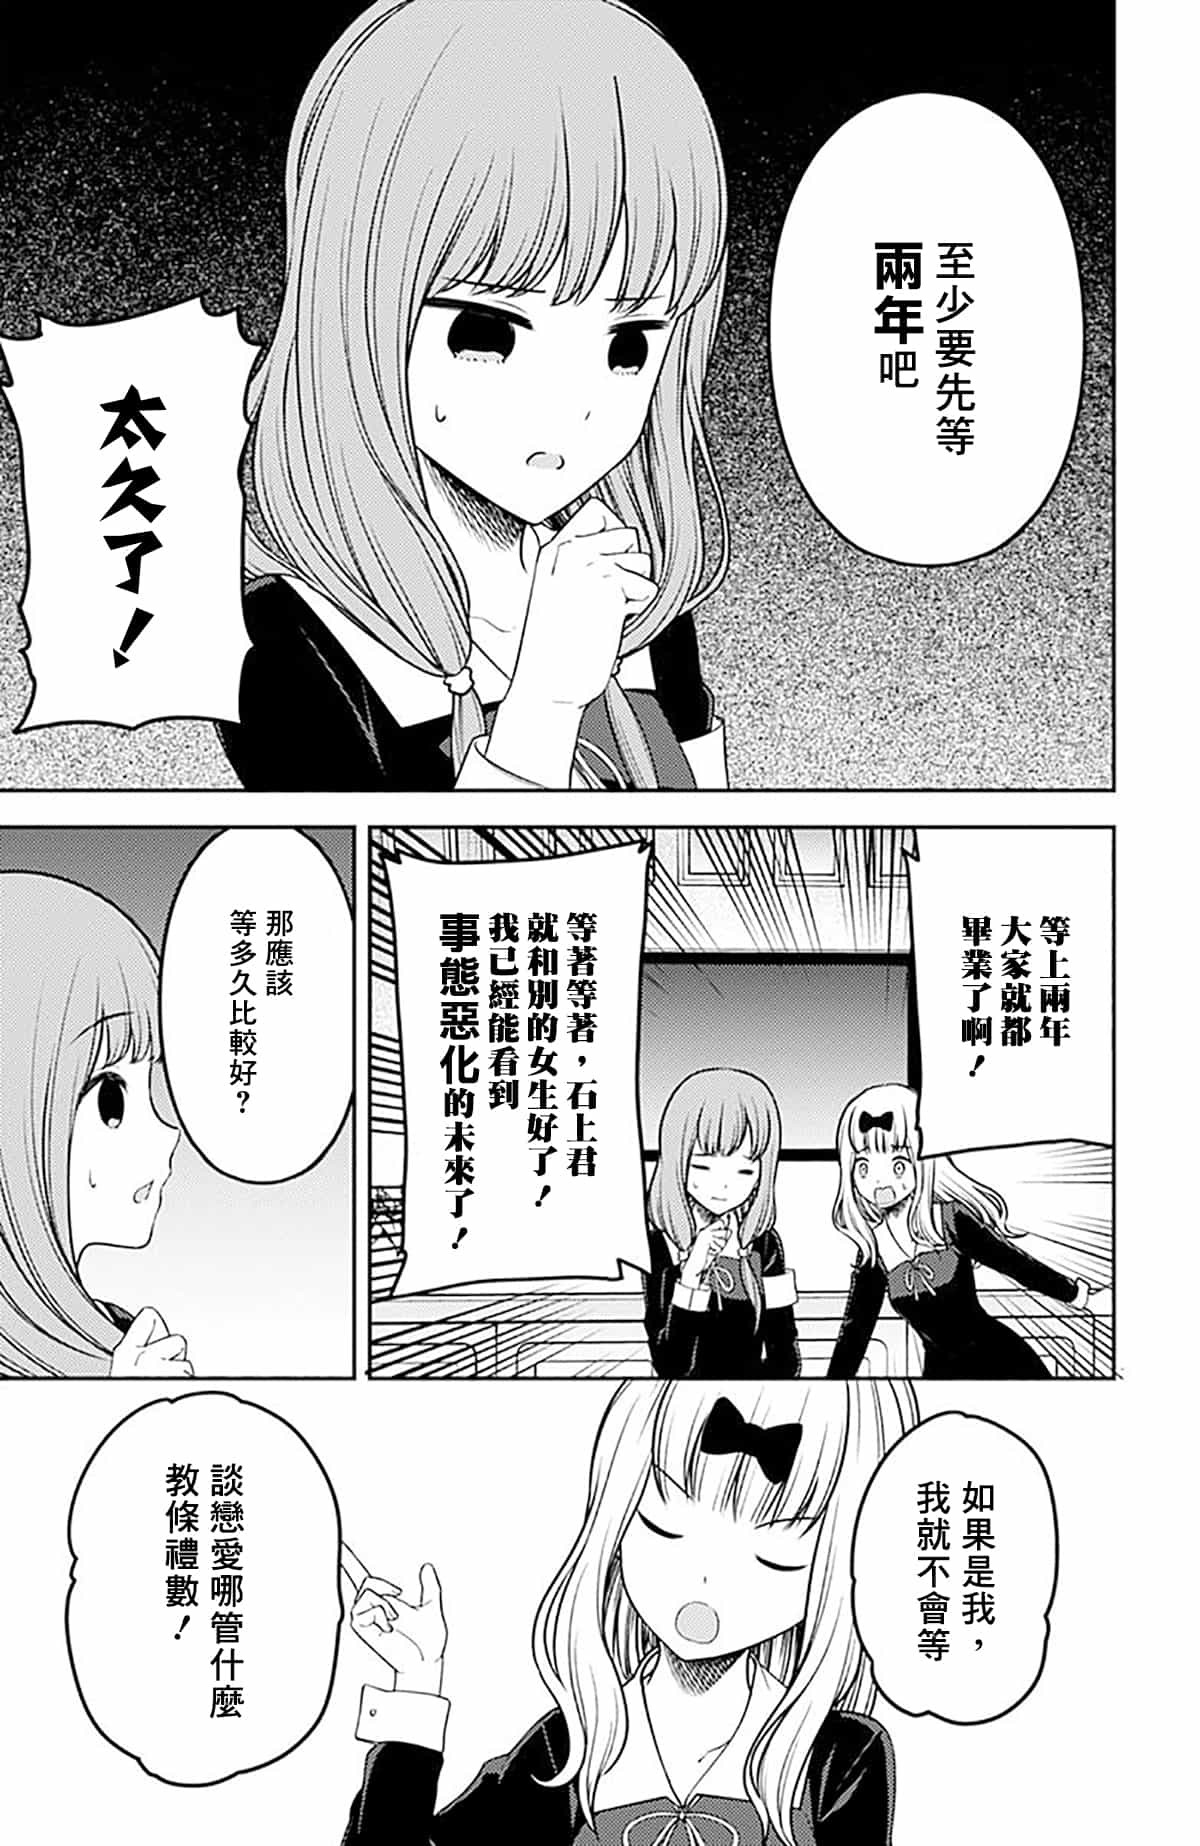 至少要先等
兩年吧
太久了！
等上兩年
大家就都
畢業了啊！
等著等著，石上君
就和別的女生好了！
我已經能看到
事態惡化的未來了！
那應該
等多久比較好？
如果是我，
我就不會等
談戀愛哪管什麼
教條禮數！